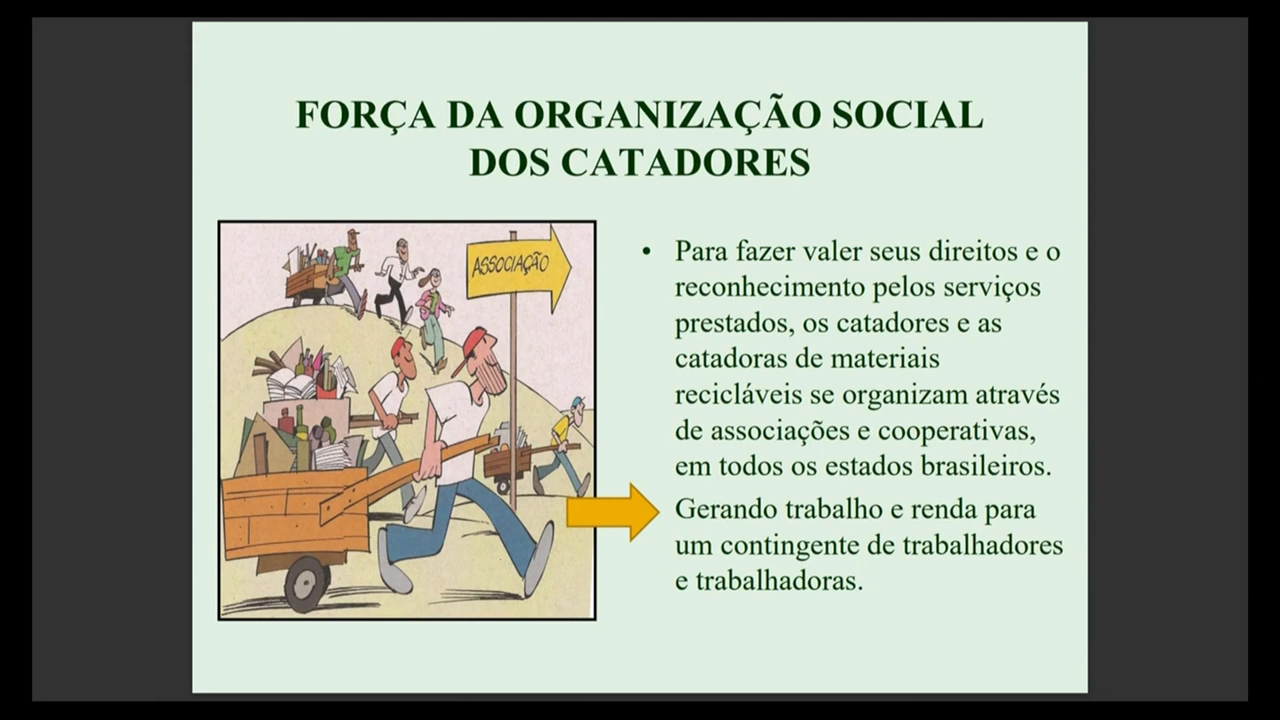 FORÇA DA ORGANIZAÇÃO SOCIAL
DOS CATADORES
ASSOCIAÇÃO
• Para fazer valer seus direitos e o
reconhecimento pelos serviços
prestados, os catadores e as
catadoras de materiais
recicláveis se organizam através
de associações e cooperativas,
em todos os estados brasileiros.
Gerando trabalho e renda para
um contingente de trabalhadores
e trabalhadoras.